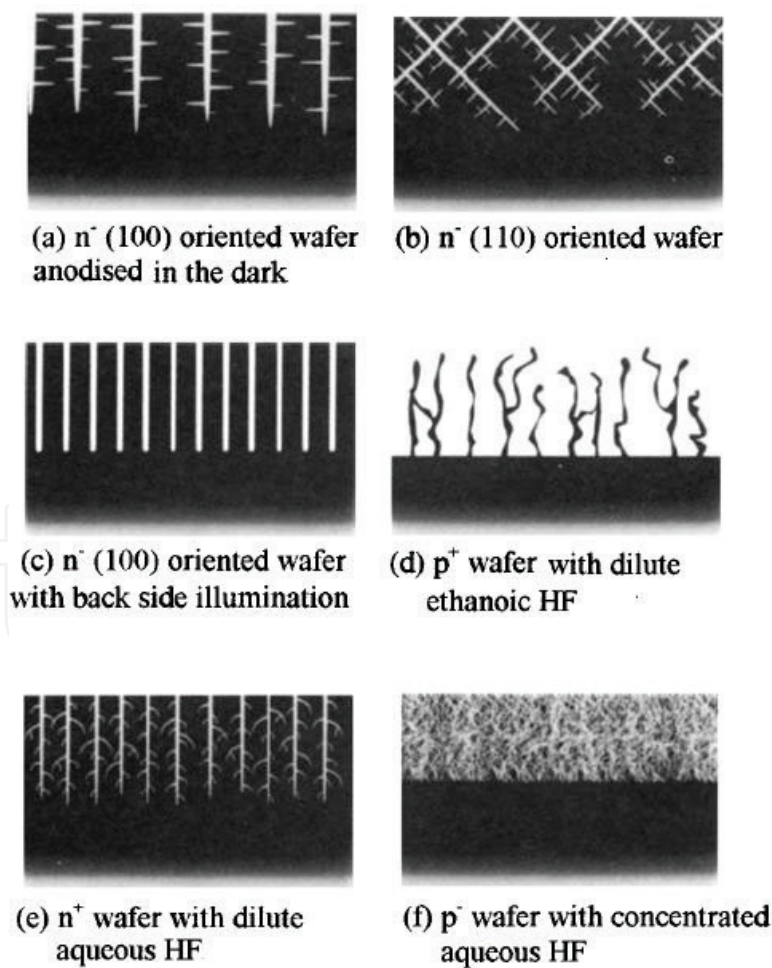 (a) n⁻ (100) oriented wafer
anodised in the dark
(b) n⁻ (110) oriented wafer
(c) n⁻ (100) oriented wafer
with back side illumination
(d) p⁺ wafer with dilute
ethanoic HF
(e) n⁺ wafer with dilute
aqueous HF
(f) p⁻ wafer with concentrated
aqueous HF